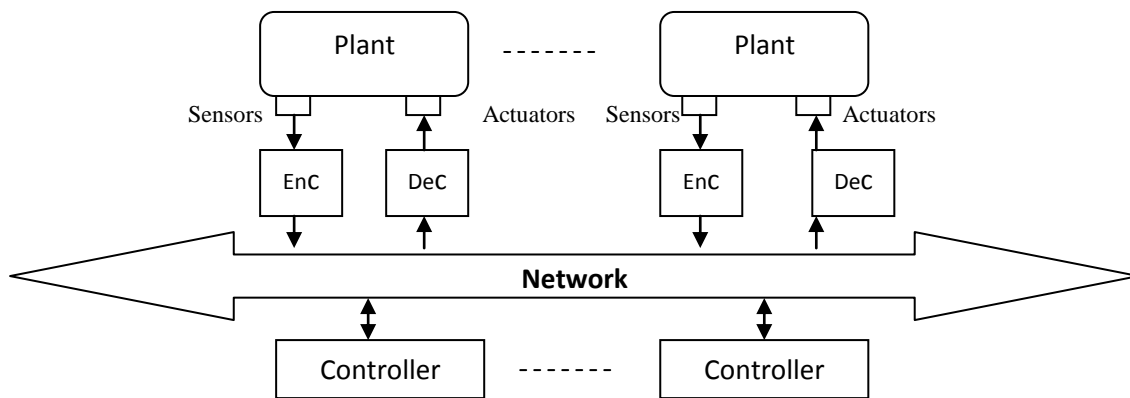 Plant Plant
Sensors Actuators Sensors Actuators
Enc Dec Enc Dec
Network
Controller Controller